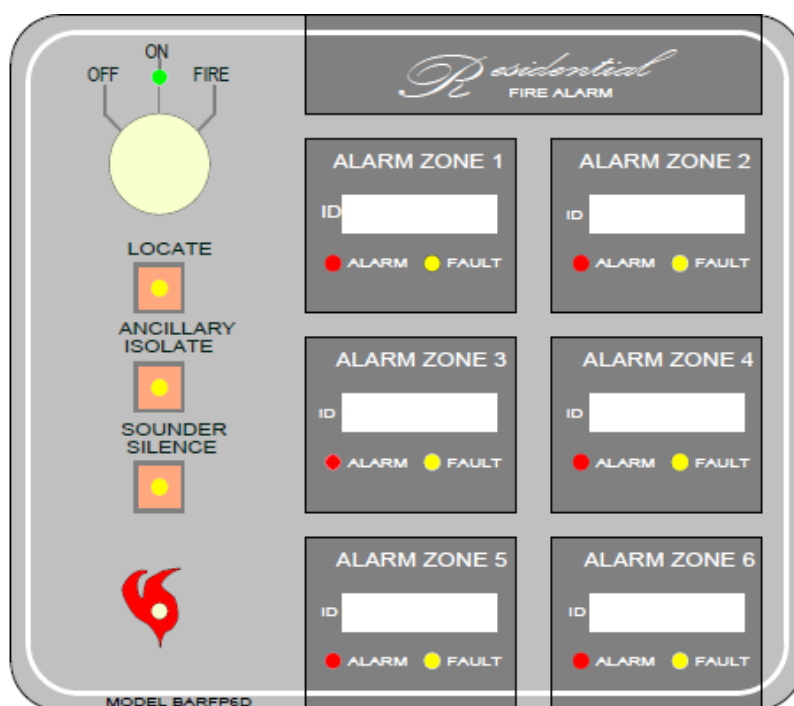 ON
OFF
FIRE
LOCATE
ANCILLARY
ISOLATE
SOUNDER
SILENCE
MODEL BARFP6D
Residential
FIRE ALARM
ALARM ZONE 1
ID
ALARM FAULT
ALARM ZONE 2
ID
ALARM FAULT
ALARM ZONE 3
ID
ALARM FAULT
ALARM ZONE 4
ID
ALARM FAULT
ALARM ZONE 5
ID
ALARM FAULT
ALARM ZONE 6
ID
ALARM FAULT